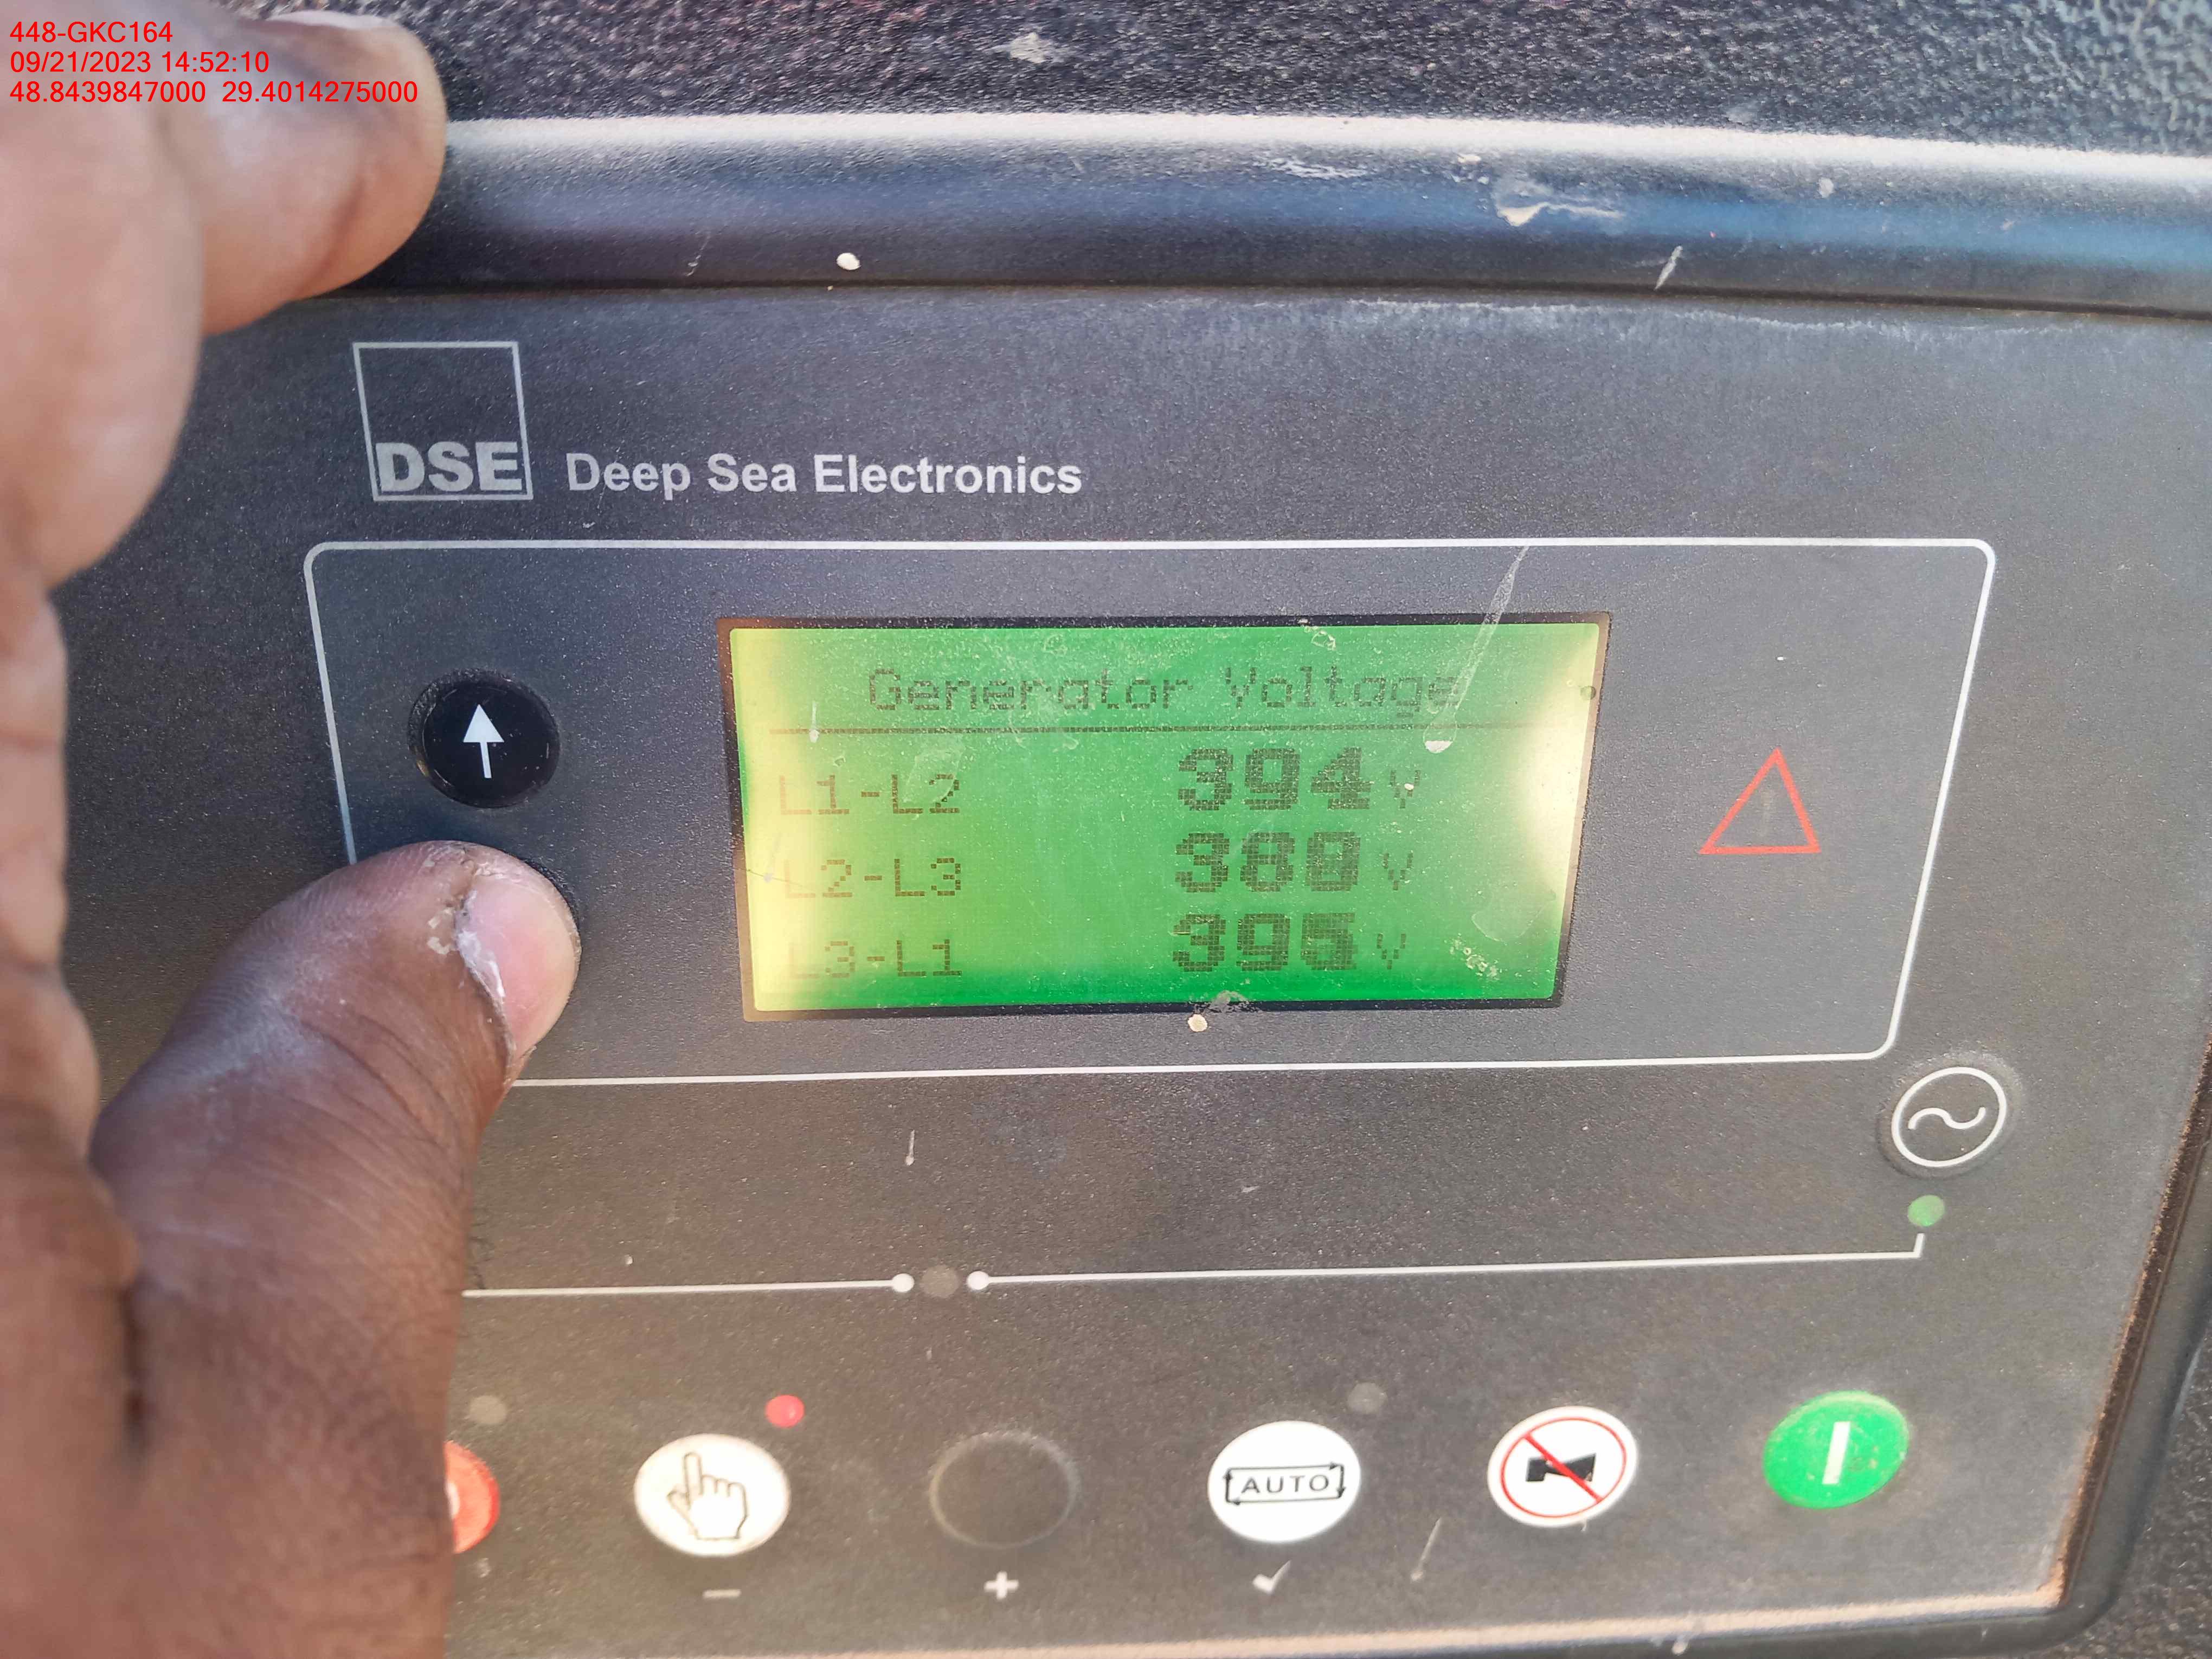 448-GKC164
09/21/2023 14:52:10
48.8439847000 29.4014275000
DSE Deep Sea Electronics
Generator Voltage
L1-L2 394 V
L2-L3 V
L3-L1 395 V
AUTO
- +